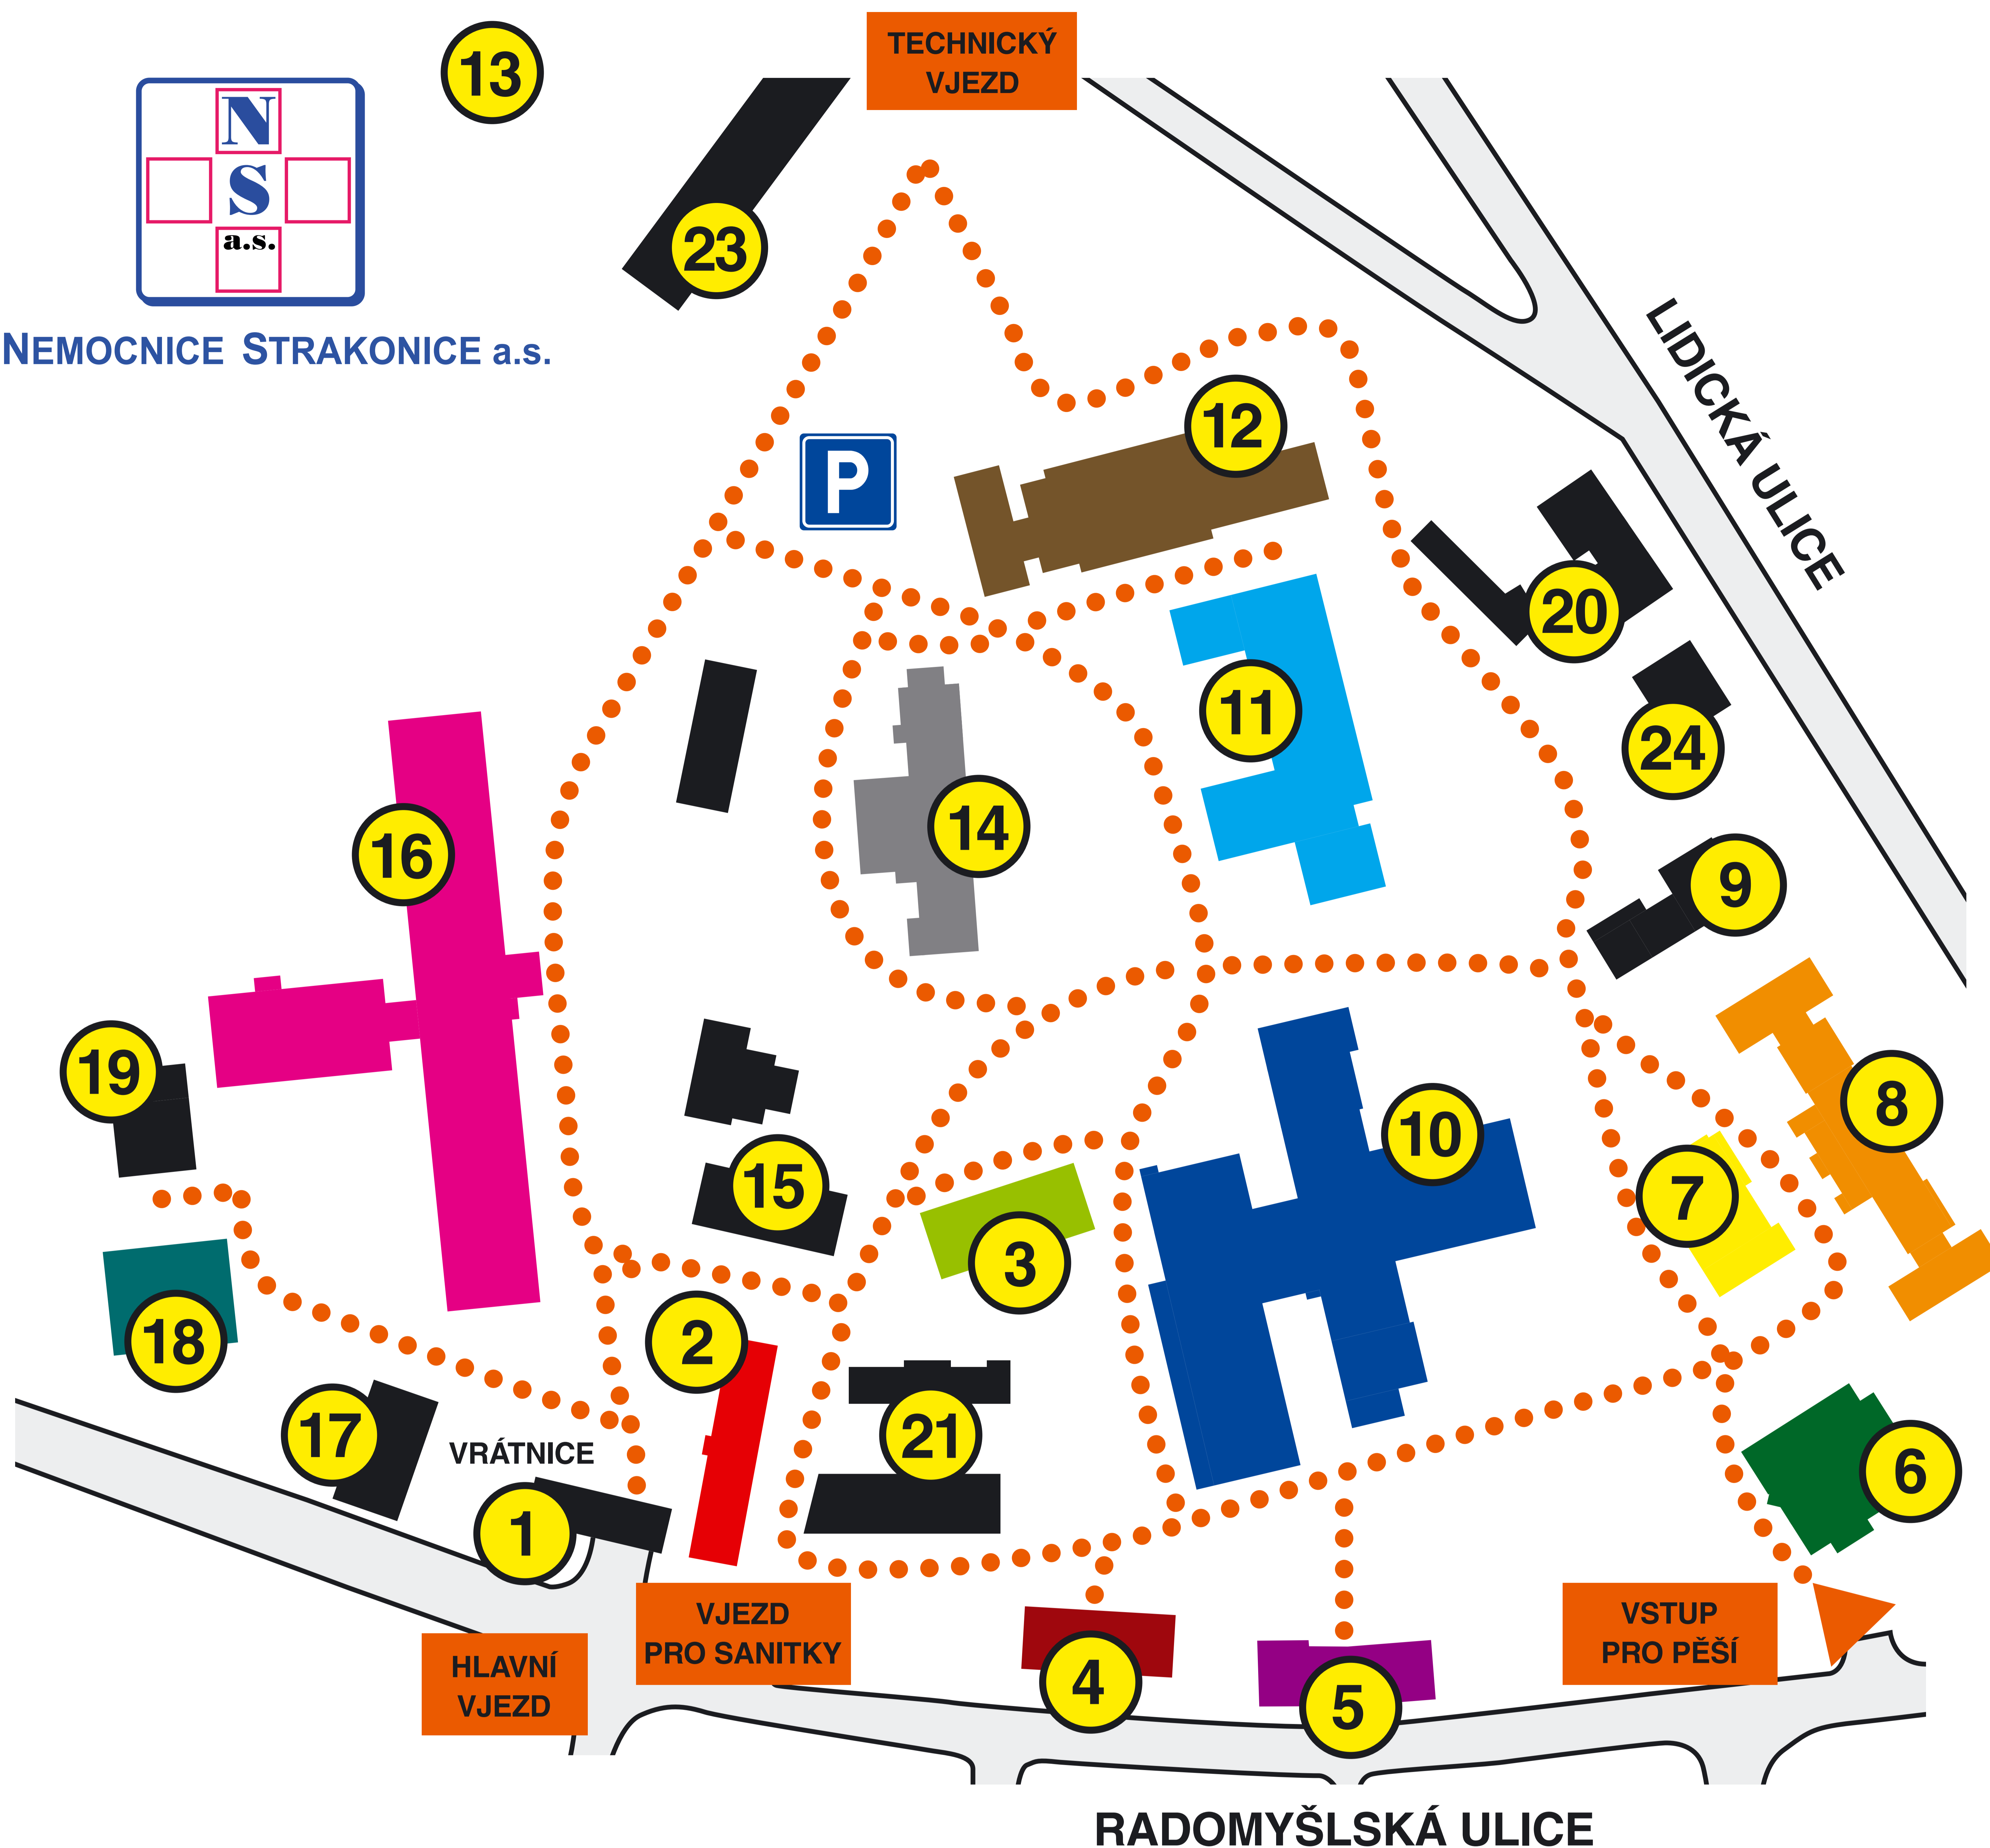 TECHNICKÝ
VJEZD
13
N
S
a.s.
NEMOCNICE STRAKONICE a.s.
23
LIDICKÁ ULICE
12
P
20
11
24
14
16
9
19
10
8
15
7
3
2
18
17
VRÁTNICE
21
6
1
VJEZD
PRO SANITKY
VSTUP
PRO PĚŠÍ
HLAVNÍ
VJEZD
4
5
RADOMYŠLSKÁ ULICE